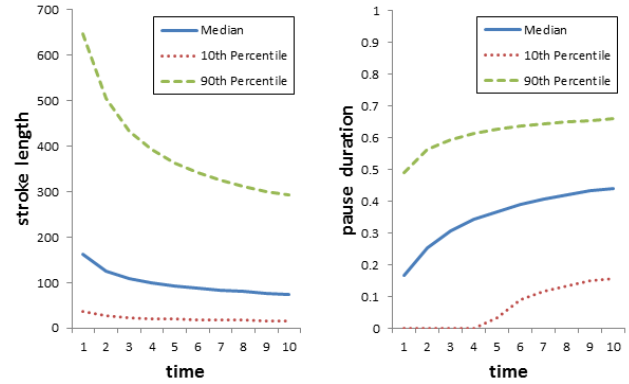 700
600
500
400
300
200
100
0
stroke length
Median
10th Percentile
90th Percentile
1 2 3 4 5 6 7 8 9 10
time
1
0.9
0.8
0.7
0.6
0.5
0.4
0.3
0.2
0.1
0
pause duration
Median
10th Percentile
90th Percentile
1 2 3 4 5 6 7 8 9 10
time